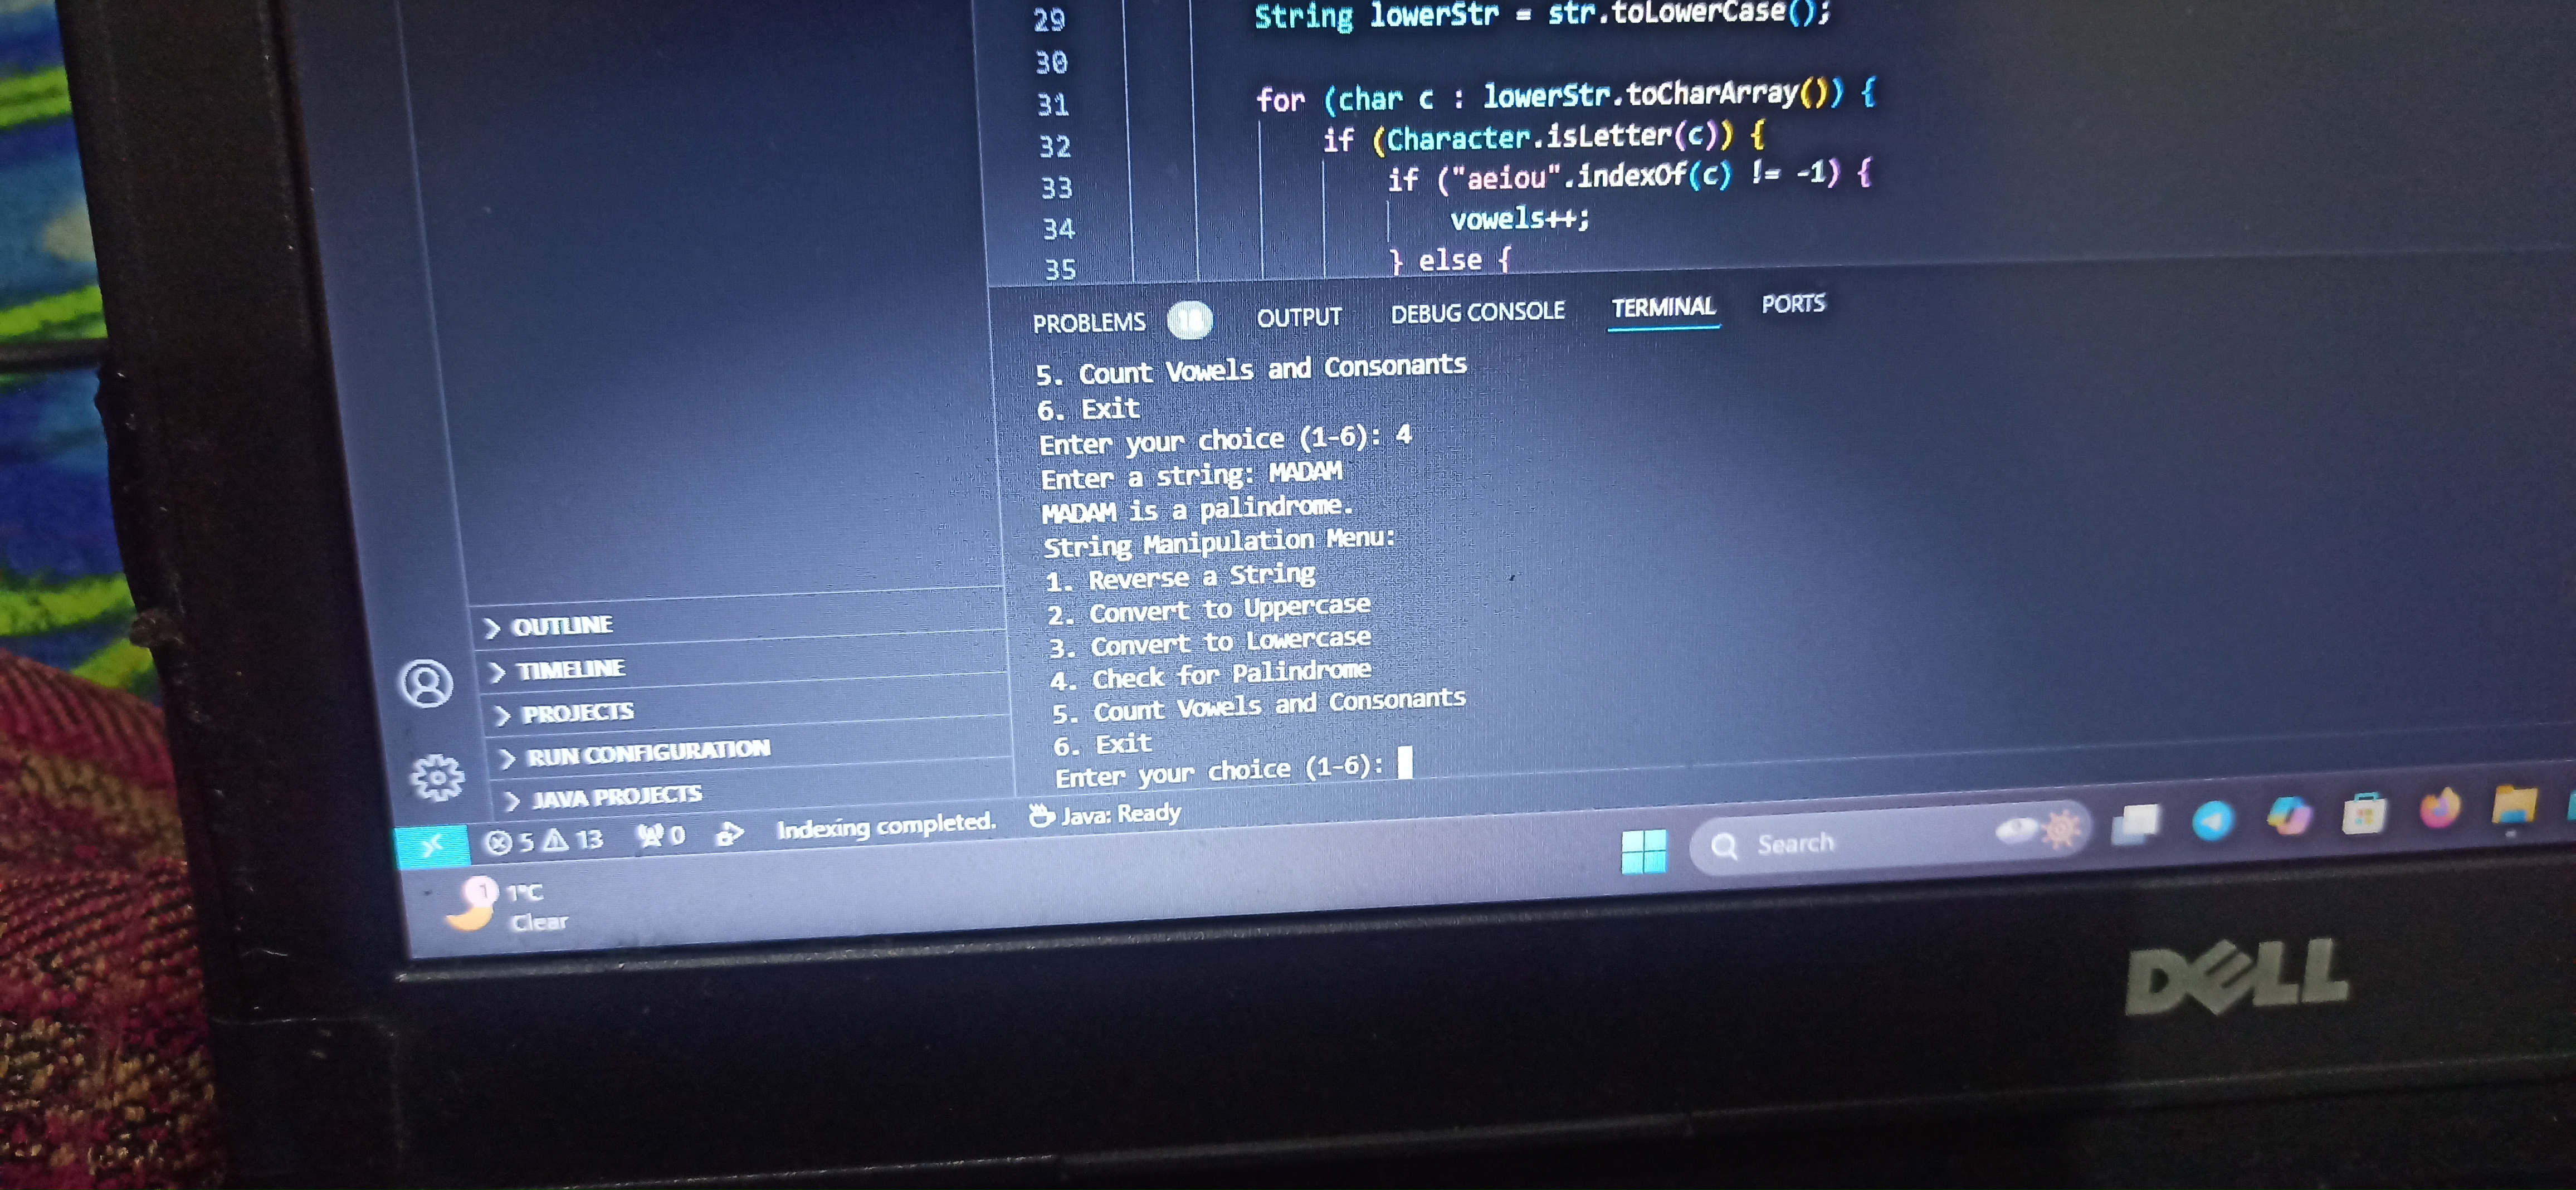 29 String lowerStr = str.toLowerCase();
30
31 for (char c : lowerStr.toCharArray()) {
32 if (Character.isLetter(c)) {
33 if ("aeiou".indexOf(c) != -1) {
34 vowels++;
35 } else {
PROBLEMS 18 OUTPUT DEBUG CONSOLE TERMINAL PORTS
5. Count Vowels and Consonants
6. Exit
Enter your choice (1-6): 4
Enter a string: MADAM
MADAM is a palindrome.
String Manipulation Menu:
1. Reverse a String
2. Convert to Uppercase
3. Convert to Lowercase
4. Check for Palindrome
5. Count Vowels and Consonants
6. Exit
Enter your choice (1-6):
OUTLINE
TIMELINE
PROJECTS
RUN CONFIGURATION
JAVA PROJECTS
5 13 0 Indexing completed. Java: Ready
1 1°C
Clear
Search
DELL